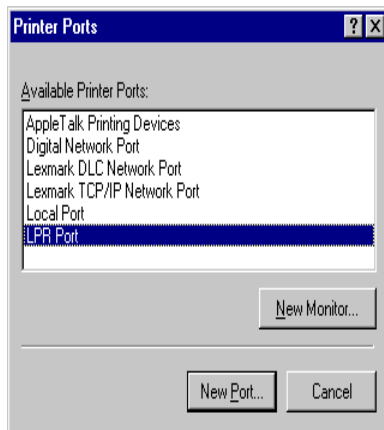 Printer Ports
Available Printer Ports:
AppleTalk Printing Devices
Digital Network Port
Lexmark DLC Network Port
Lexmark TCP/IP Network Port
Local Port
LPR Port
New Monitor...
New Port...
Cancel